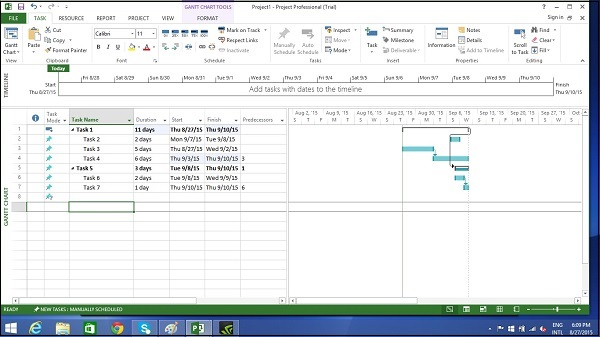 GANTT CHART TOOLS
Project1 - Project Professional (Trial)
FILE TASK RESOURCE REPORT PROJECT VIEW FORMAT
Gantt Chart
Paste
Cut
Copy
Format Painter
Calibri 11
B I U
Mark on Track
Respect Links
Inactivate
Manually Schedule
Auto Schedule
Inspect
Move
Mode
Task
Summary
Milestone
Deliverable
Information
Notes
Details
Add to Timeline
Scroll to Task
Find
Clear
Fill
View Clipboard Font Schedule Tasks Insert Properties Editing
Today
TIMELINE
Start
Thu 8/27/15
Fri 8/28 Sat 8/29 Sun 8/30 Mon 8/31 Tue 9/1 Wed 9/2 Thu 9/3 Fri 9/4 Sat 9/5 Sun 9/6 Mon 9/7 Tue 9/8 Wed 9/9 Thu 9/10
Add tasks with dates to the timeline
Finish
Thu 9/10/15
Task Mode Task Name Duration Start Finish Predecessors
Aug 2, '15 Aug 9, '15 Aug 16, '15 Aug 23, '15 Aug 30, '15 Sep 6, '15 Sep 13, '15 Sep 20, '15 Sep 27, '15 Oct
1 Task 1 11 days Thu 8/27/15 Thu 9/10/15
2 Task 2 2 days Mon 9/7/15 Tue 9/8/15
3 Task 3 5 days Thu 8/27/15 Wed 9/2/15
4 Task 4 6 days Thu 9/3/15 Thu 9/10/15 3
5 Task 5 3 days Tue 9/8/15 Thu 9/10/15 1
6 Task 6 2 days Tue 9/8/15 Wed 9/9/15
7 Task 7 1 day Thu 9/10/15 Thu 9/10/15 6
8
GANTT CHART
READY NEW TASKS : MANUALLY SCHEDULED
ENG
INTL
6:09 PM
8/27/2015